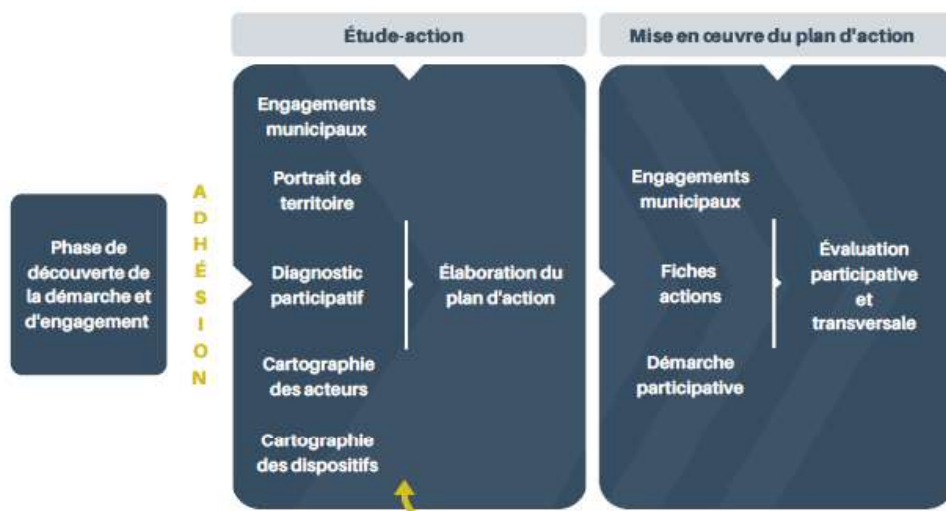 Étude-action
Mise en œuvre du plan d'action
Phase de
découverte de
la démarche et
d'engagement
ADHÉSION
Engagements
municipaux
Portrait de
territoire
Diagnostic
participatif
Cartographie
des acteurs
Cartographie
des dispositifs
Élaboration du
plan d'action
Engagements
municipaux
Fiches
actions
Démarche
participative
Évaluation
participative
et
transversale